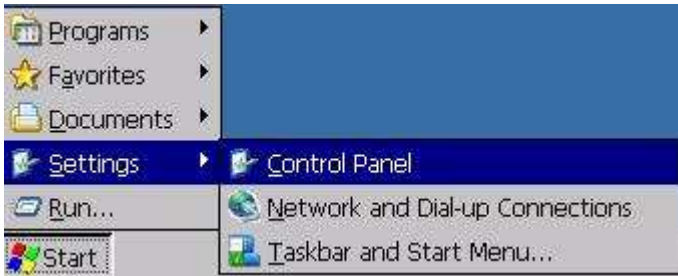 Programs
Favorites
Documents
Settings
Control Panel
Run...
Network and Dial-up Connections
Start
Taskbar and Start Menu...